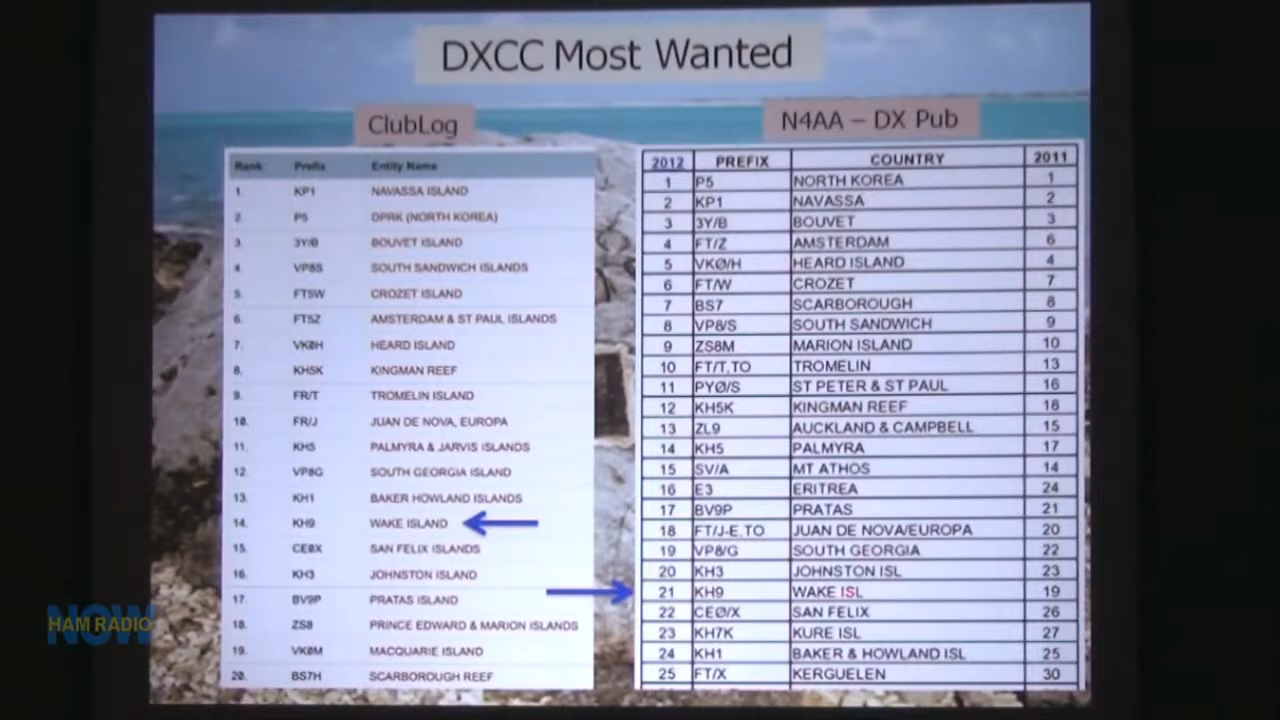 DXCC Most Wanted
ClubLog
Rank Prefix Entity Name
1. KP1 NAVASSA ISLAND
2. P5 DPRK (NORTH KOREA)
3. 3Y/B BOUVET ISLAND
4. VP8S SOUTH SANDWICH ISLANDS
5. FT5W CROZET ISLAND
6. FT5Z AMSTERDAM & ST PAUL ISLANDS
7. VK0H HEARD ISLAND
8. KH5K KINGMAN REEF
9. FR/T TROMELIN ISLAND
10. FR/J JUAN DE NOVA, EUROPA
11. KH5 PALMYRA & JARVIS ISLANDS
12. VP8G SOUTH GEORGIA ISLAND
13. KH1 BAKER HOWLAND ISLANDS
14. KH9 WAKE ISLAND
15. CE0X SAN FELIX ISLANDS
16. KH3 JOHNSTON ISLAND
17. BV9P PRATAS ISLAND
18. ZS8 PRINCE EDWARD & MARION ISLANDS
19. VK0M MACQUARIE ISLAND
20. BS7H SCARBOROUGH REEF
N4AA – DX Pub
2012 PREFIX COUNTRY 2011
1 P5 NORTH KOREA 1
2 KP1 NAVASSA 2
3 3Y/B BOUVET 3
4 FT/Z AMSTERDAM 6
5 VKØ/H HEARD ISLAND 4
6 FT/W CROZET 7
7 BS7 SCARBOROUGH 8
8 VP8/S SOUTH SANDWICH 9
9 ZS8M MARION ISLAND 10
10 FT/T,TO TROMELIN 13
11 PYØ/S ST PETER & ST PAUL 16
12 KH5K KINGMAN REEF 18
13 ZL9 AUCKLAND & CAMPBELL 15
14 KH5 PALMYRA 17
15 SV/A MT ATHOS 14
16 E3 ERITREA 24
17 BV9P PRATAS 21
18 FT/J-E,TO JUAN DE NOVA/EUROPA 20
19 VP8/G SOUTH GEORGIA 22
20 KH3 JOHNSTON ISL 23
21 KH9 WAKE ISL 19
22 CEØ/X SAN FELIX 26
23 KH7K KURE ISL 27
24 KH1 BAKER & HOWLAND ISL 25
25 FT/X KERGUELEN 30
HAM RADIO
NOW